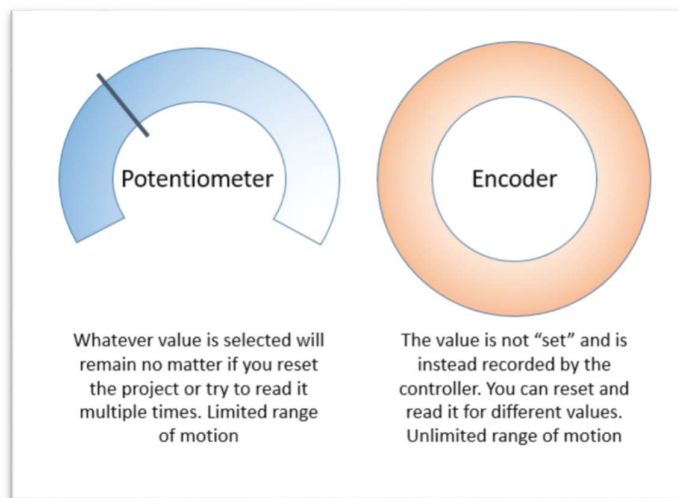 Potentiometer
Whatever value is selected will
remain no matter if you reset
the project or try to read it
multiple times. Limited range
of motion
Encoder
The value is not “set” and is
instead recorded by the
controller. You can reset and
read it for different values.
Unlimited range of motion